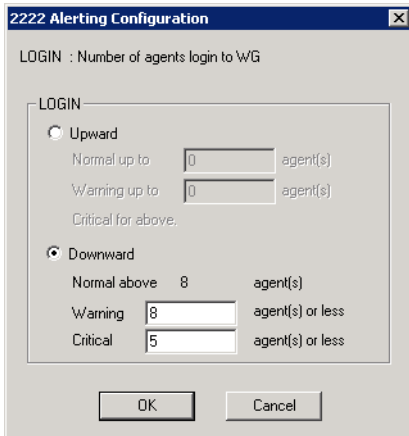 2222 Alerting Configuration
LOGIN : Number of agents login to WG
LOGIN
Upward
Normal up to 0 agent(s)
Warning up to 0 agent(s)
Critical for above.
Downward
Normal above 8 agent(s)
Warning 8 agent(s) or less
Critical 5 agent(s) or less
OK Cancel